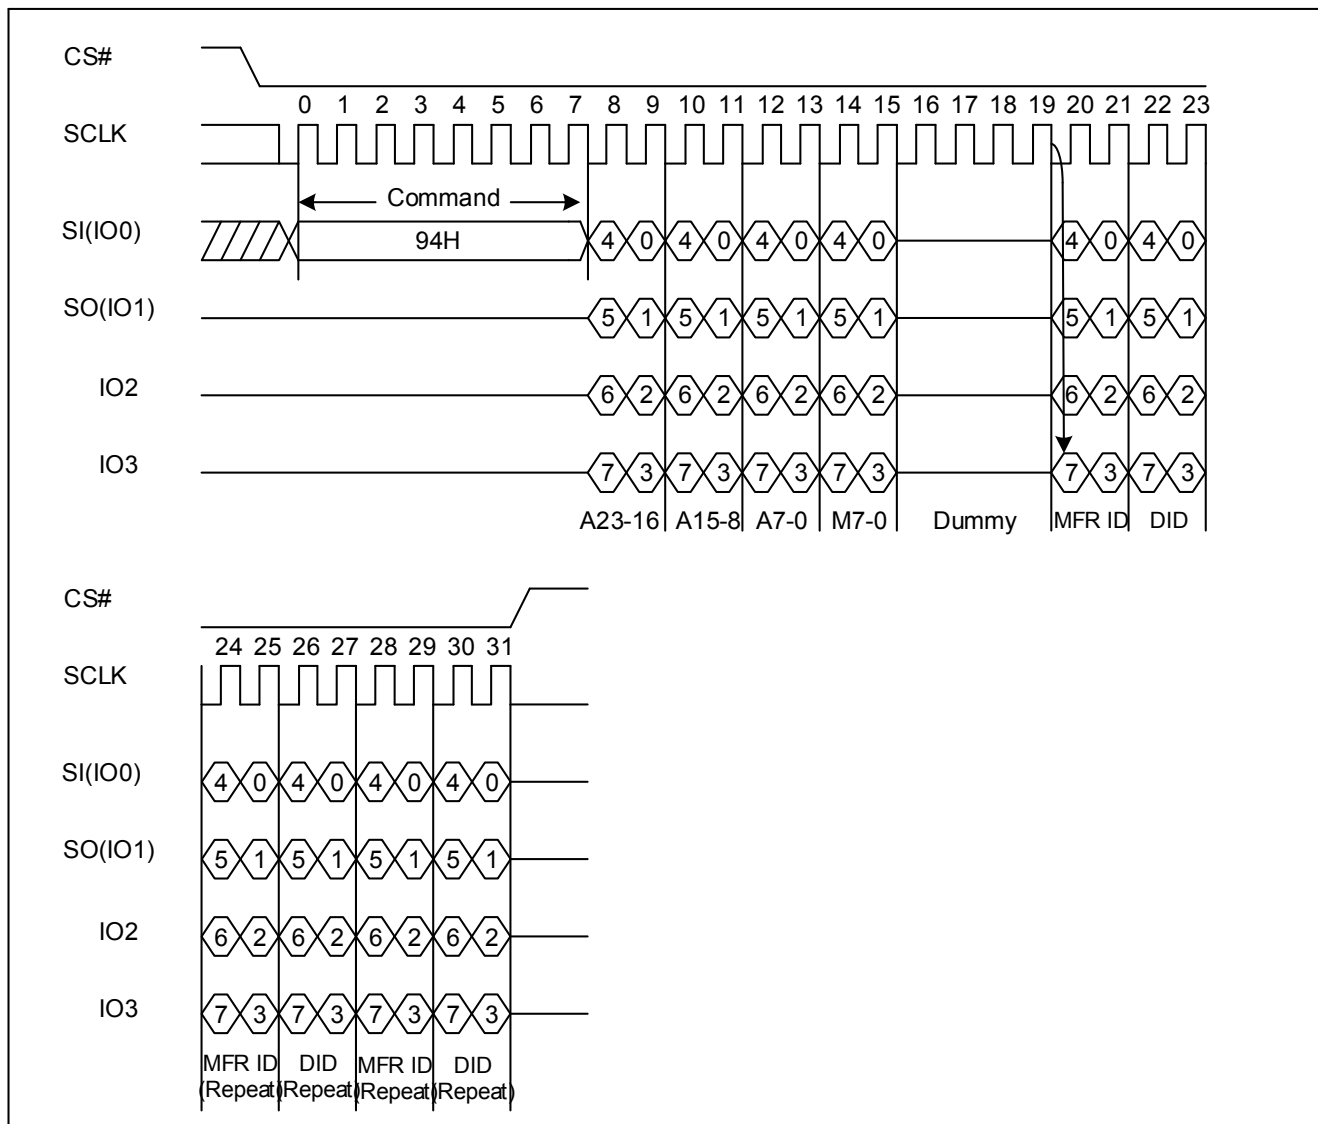 CS#
0 1 2 3 4 5 6 7 8 9 10 11 12 13 14 15 16 17 18 19 20 21 22 23
SCLK
Command
SI(IO0)
94H
4 0 4 0 4 0 4 0 4 0 4 0
SO(IO1)
5 1 5 1 5 1 5 1 5 1 5 1
IO2
6 2 6 2 6 2 6 2 6 2 6 2
IO3
7 3 7 3 7 3 7 3 7 3 7 3
A23-16 A15-8 A7-0 M7-0 Dummy MFR ID DID
CS#
24 25 26 27 28 29 30 31
SCLK
SI(IO0)
4 0 4 0 4 0 4 0
SO(IO1)
5 1 5 1 5 1 5 1
IO2
6 2 6 2 6 2 6 2
IO3
7 3 7 3 7 3 7 3
MFR ID DID MFR ID DID
(Repeat) (Repeat) (Repeat) (Repeat)